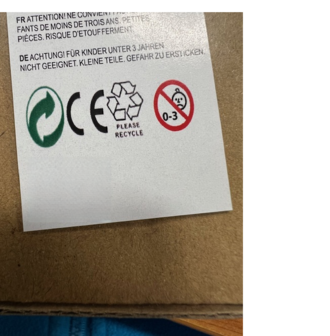 FR ATTENTION! NE CONVIENT PAS
FANTS DE MOINS DE TROIS ANS. PETITES
PIÈCES. RISQUE D'ETOUFFERMENT.
DE ACHTUNG! FÜR KINDER UNTER 3 JAHREN
NICHT GEEIGNET. KLEINE TEILE. GEFAHR ZU ERSTICKEN.
CE
PLEASE
RECYCLE
0-3